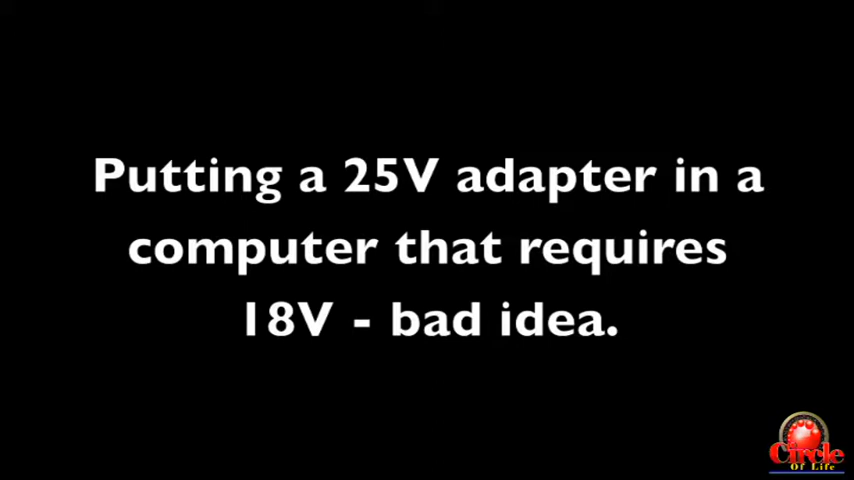 Putting a 25V adapter in a
computer that requires
18V - bad idea.
Circle
Of Life